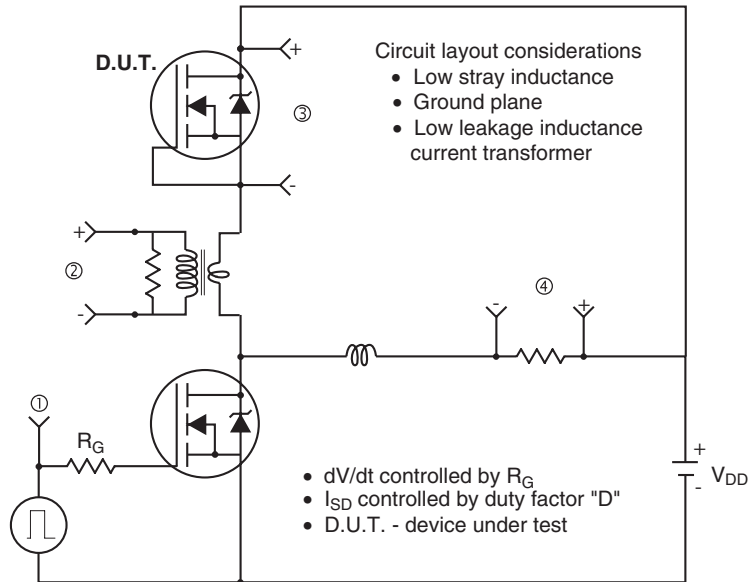 D.U.T.
+
Circuit layout considerations
• Low stray inductance
③
• Ground plane
• Low leakage inductance
current transformer
-
+
②
-
④
- +
①
R_G
+
V_DD
-
• dV/dt controlled by R_G
• I_SD controlled by duty factor "D"
• D.U.T. - device under test